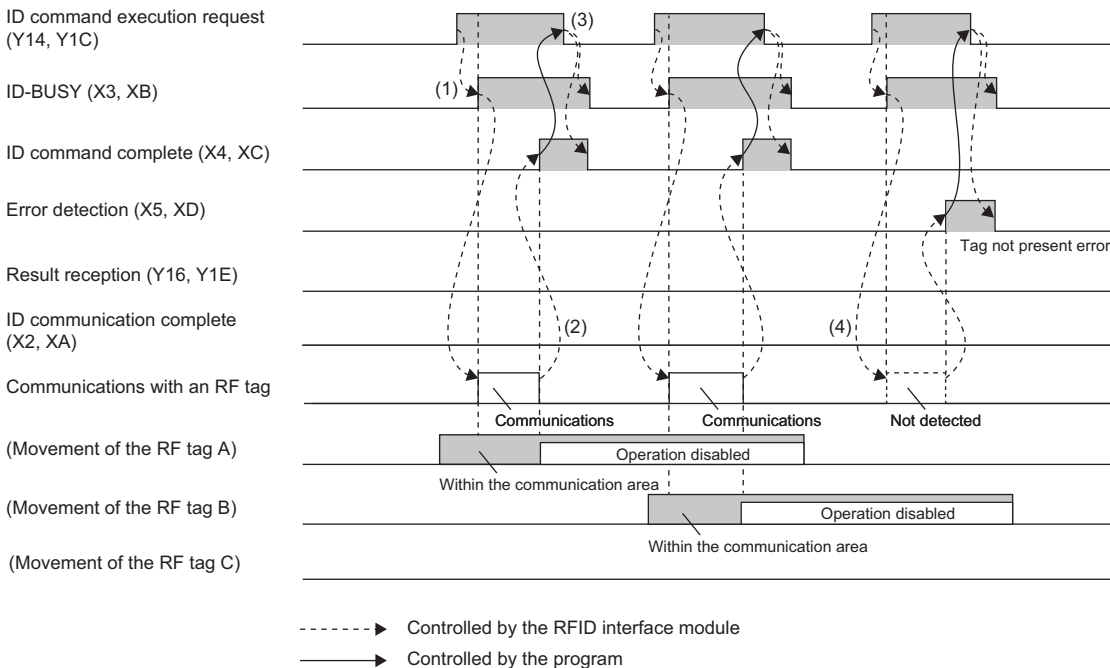 ID command execution request
(Y14, Y1C)
(3)
ID-BUSY (X3, XB)
(1)
ID command complete (X4, XC)
Error detection (X5, XD)
Tag not present error
Result reception (Y16, Y1E)
ID communication complete
(X2, XA)
(2)
(4)
Communications with an RF tag
Communications
Communications
Not detected
(Movement of the RF tag A)
Operation disabled
Within the communication area
(Movement of the RF tag B)
Operation disabled
Within the communication area
(Movement of the RF tag C)
Controlled by the RFID interface module
Controlled by the program